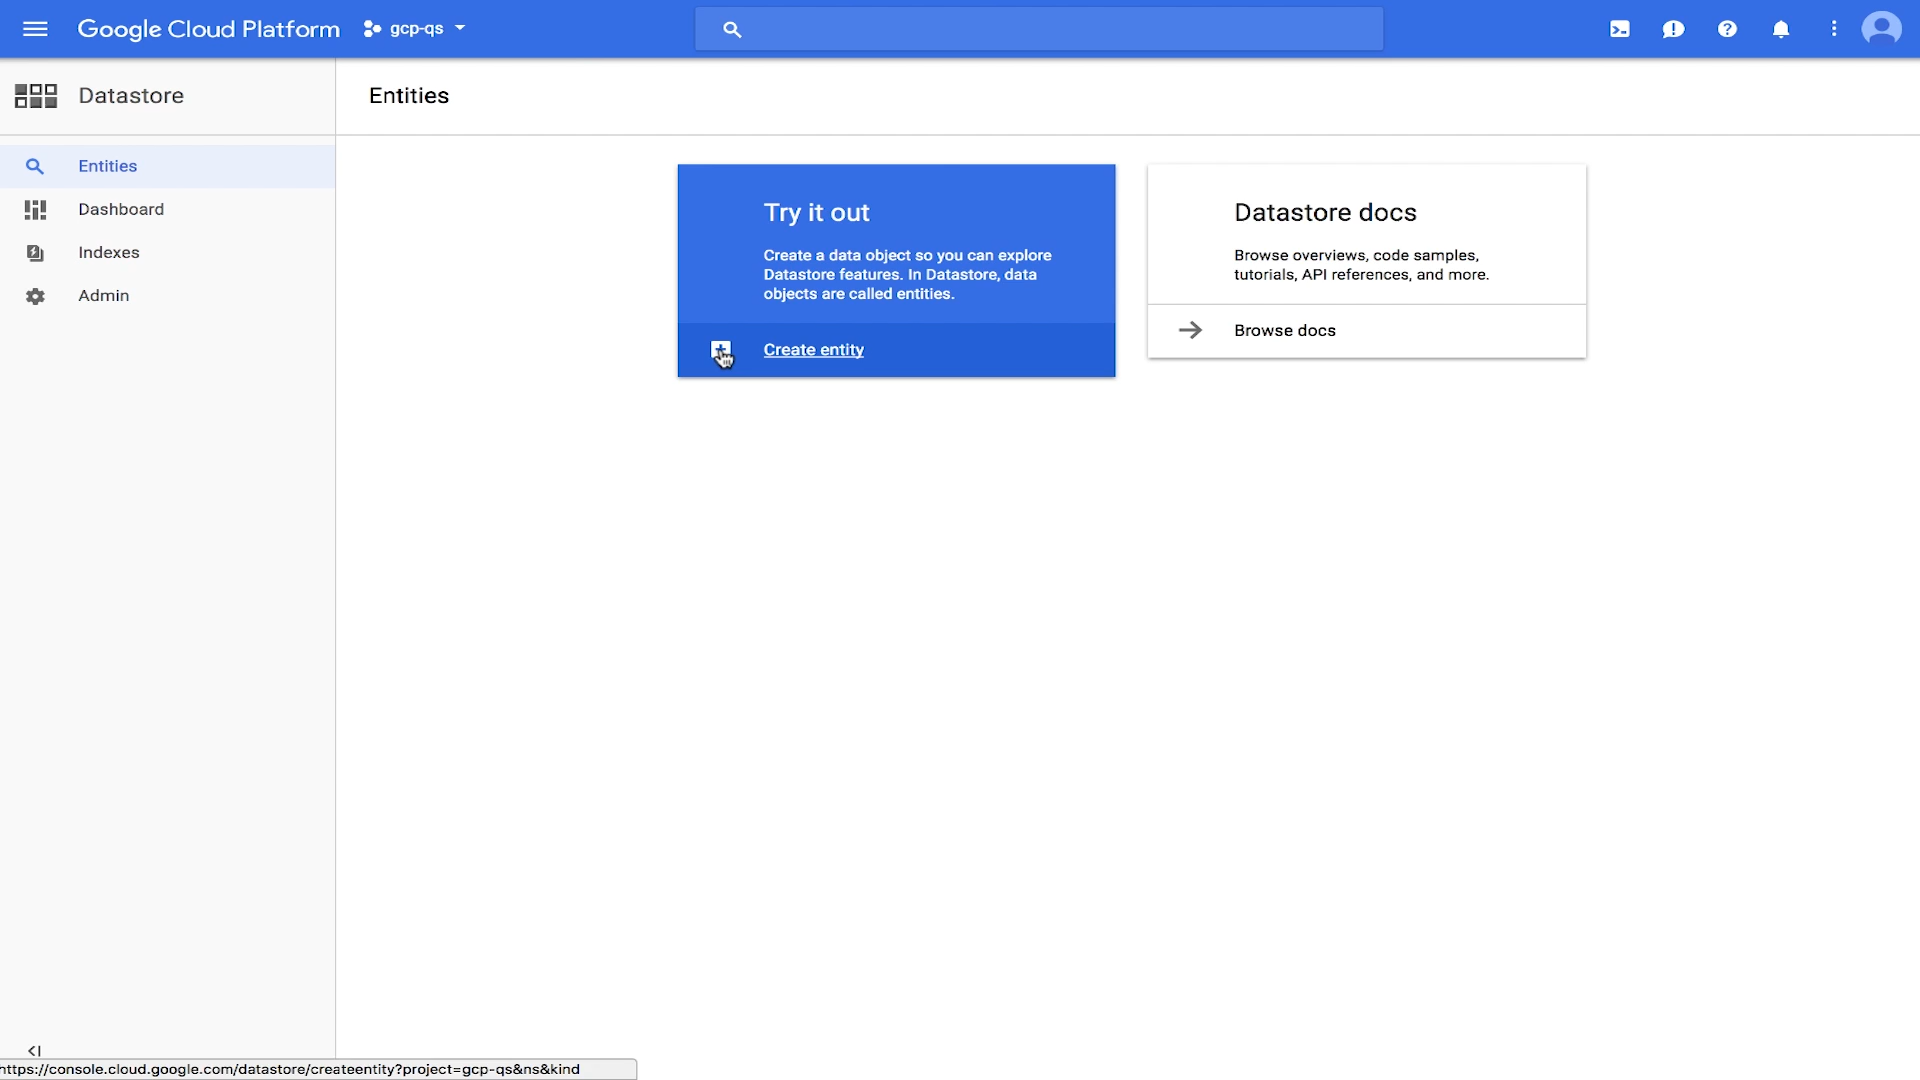 Google Cloud Platform
gcp-qs
Datastore
Entities
Entities
Dashboard
Indexes
Admin
Try it out
Create a data object so you can explore
Datastore features. In Datastore, data
objects are called entities.
Create entity
Datastore docs
Browse overviews, code samples,
tutorials, API references, and more.
Browse docs
https://console.cloud.google.com/datastore/createentity?project=gcp-qs&ns&kind